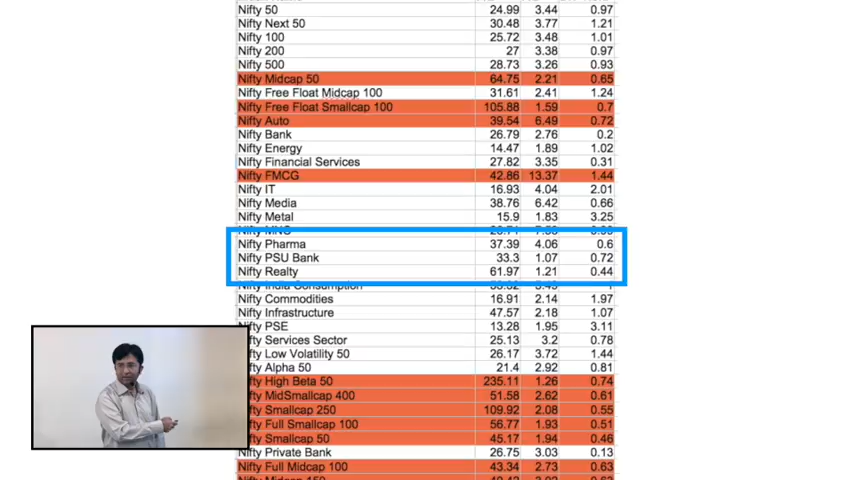 Nifty 50 24.99 3.44 0.97
Nifty Next 50 30.48 3.77 1.21
Nifty 100 25.72 3.48 1.01
Nifty 200 27 3.38 0.97
Nifty 500 28.73 3.26 0.93
Nifty Midcap 50 64.75 2.21 0.65
Nifty Free Float Midcap 100 31.61 2.41 1.24
Nifty Free Float Smallcap 100 105.88 1.59 0.7
Nifty Auto 39.54 6.49 0.72
Nifty Bank 26.79 2.76 0.2
Nifty Energy 14.47 1.89 1.02
Nifty Financial Services 27.82 3.35 0.31
Nifty FMCG 42.86 13.37 1.44
Nifty IT 16.93 4.04 2.01
Nifty Media 38.76 6.42 0.66
Nifty Metal 15.9 1.83 3.25
Nifty MNC
Nifty Pharma 37.39 4.06 0.6
Nifty PSU Bank 33.3 1.07 0.72
Nifty Realty 61.97 1.21 0.44
Nifty India Consumption
Nifty Commodities 16.91 2.14 1.97
Nifty Infrastructure 47.57 2.18 1.07
fty PSE 13.28 1.95 3.11
fty Services Sector 25.13 3.2 0.78
fty Low Volatility 50 26.17 3.72 1.44
fty Alpha 50 21.4 2.92 0.81
fty High Beta 50 235.11 1.26 0.74
fty MidSmallcap 400 51.58 2.62 0.61
fty Smallcap 250 109.92 2.08 0.55
fty Full Smallcap 100 56.77 1.93 0.51
fty Smallcap 50 45.17 1.94 0.46
Nifty Private Bank 26.75 3.03 0.13
Nifty Full Midcap 100 43.34 2.73 0.63
Nifty Midcap 150